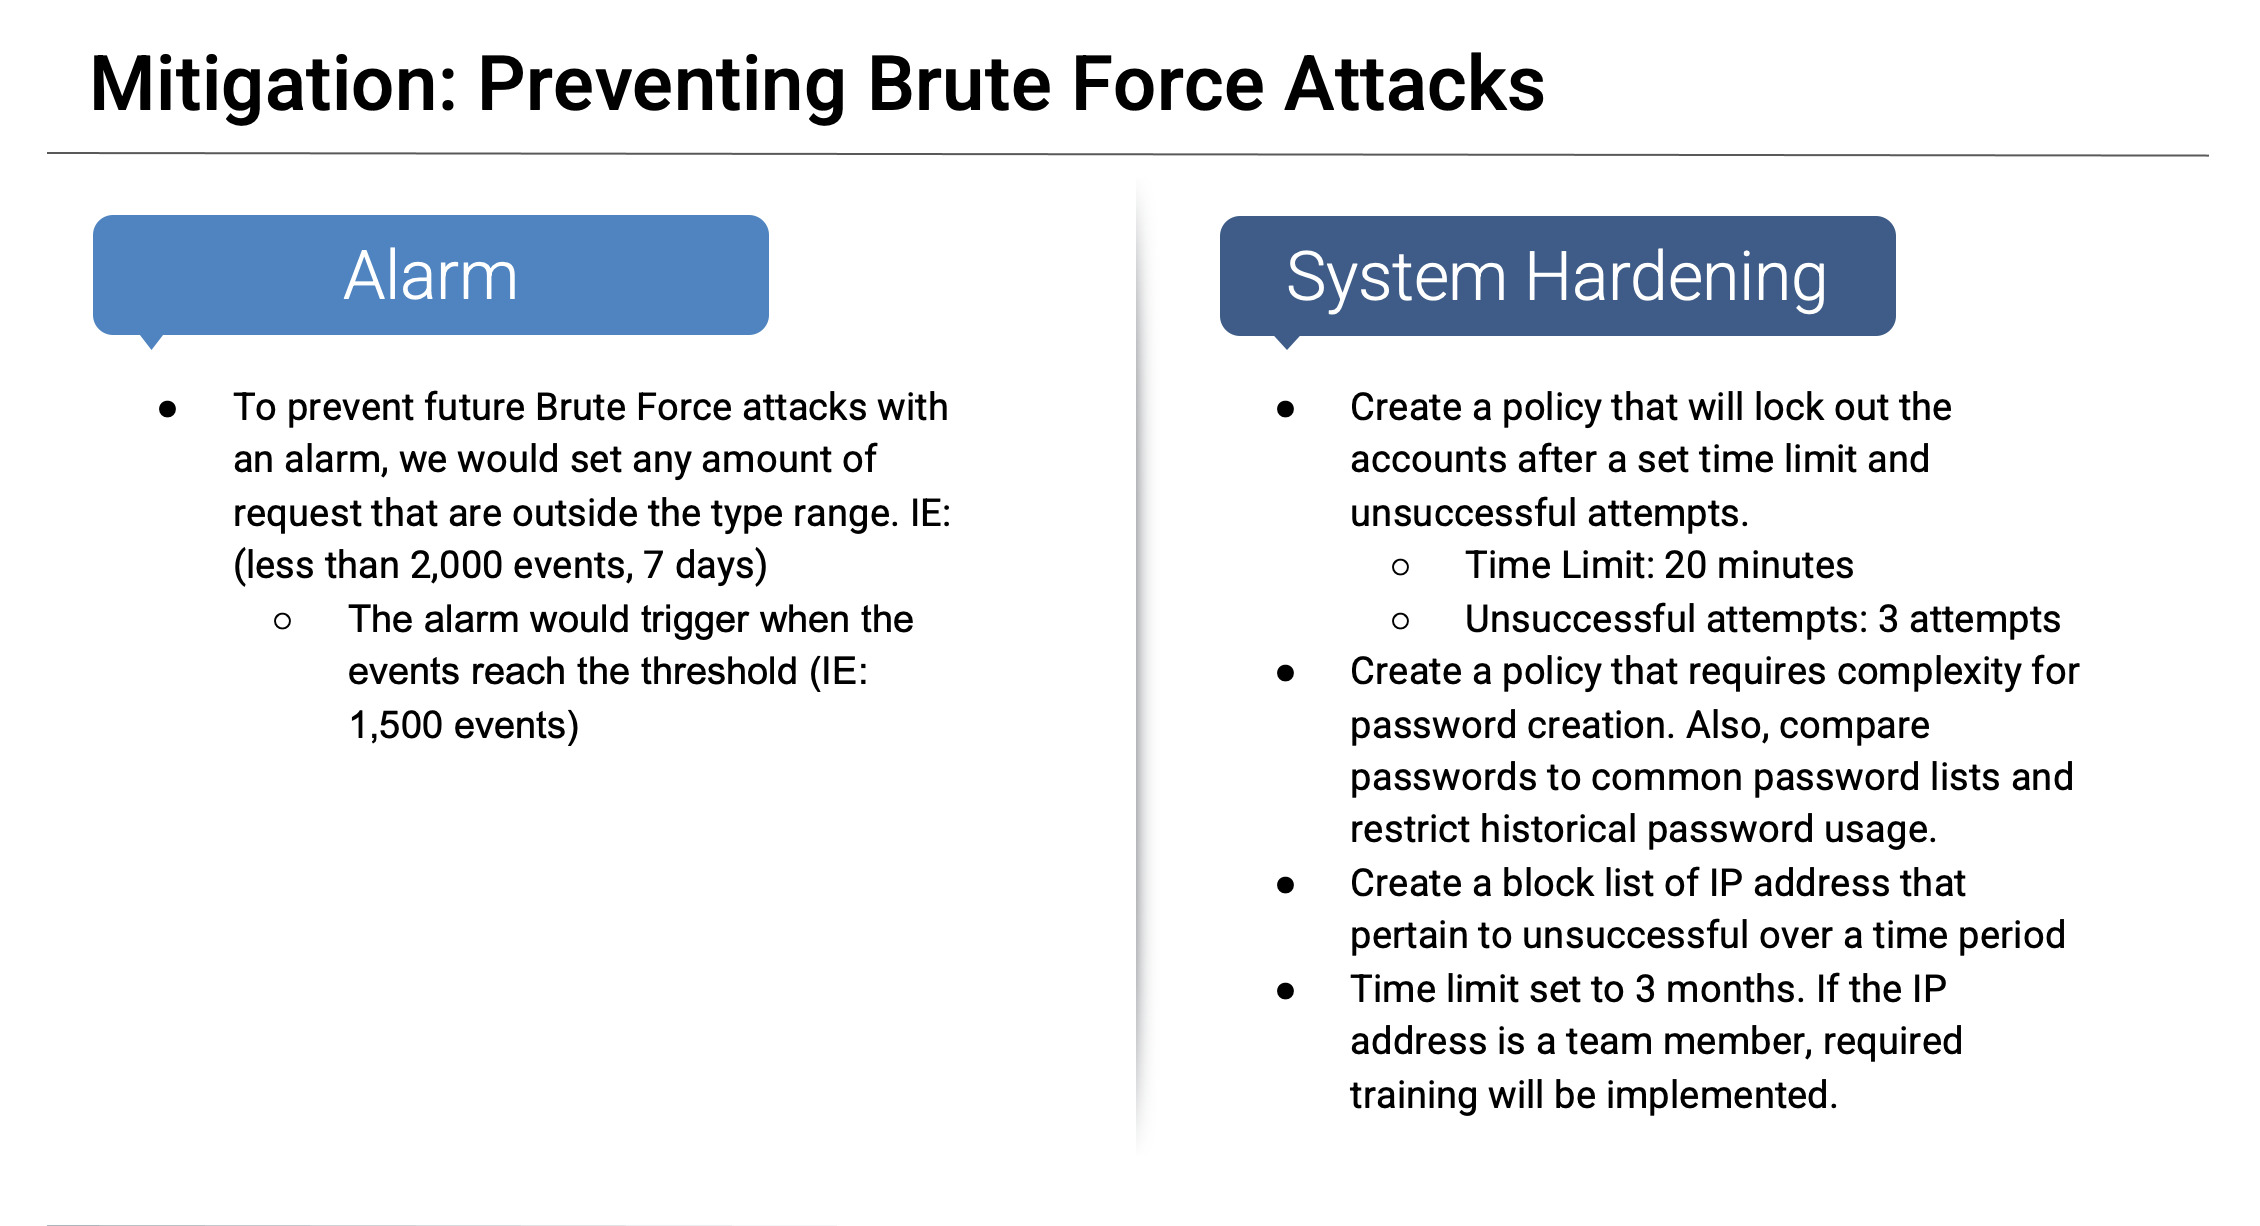 Mitigation: Preventing Brute Force Attacks
Alarm
● To prevent future Brute Force attacks with
an alarm, we would set any amount of
request that are outside the type range. IE:
(less than 2,000 events, 7 days)
○ The alarm would trigger when the
events reach the threshold (IE:
1,500 events)
System Hardening
● Create a policy that will lock out the
accounts after a set time limit and
unsuccessful attempts.
○ Time Limit: 20 minutes
○ Unsuccessful attempts: 3 attempts
● Create a policy that requires complexity for
password creation. Also, compare
passwords to common password lists and
restrict historical password usage.
● Create a block list of IP address that
pertain to unsuccessful over a time period
● Time limit set to 3 months. If the IP
address is a team member, required
training will be implemented.